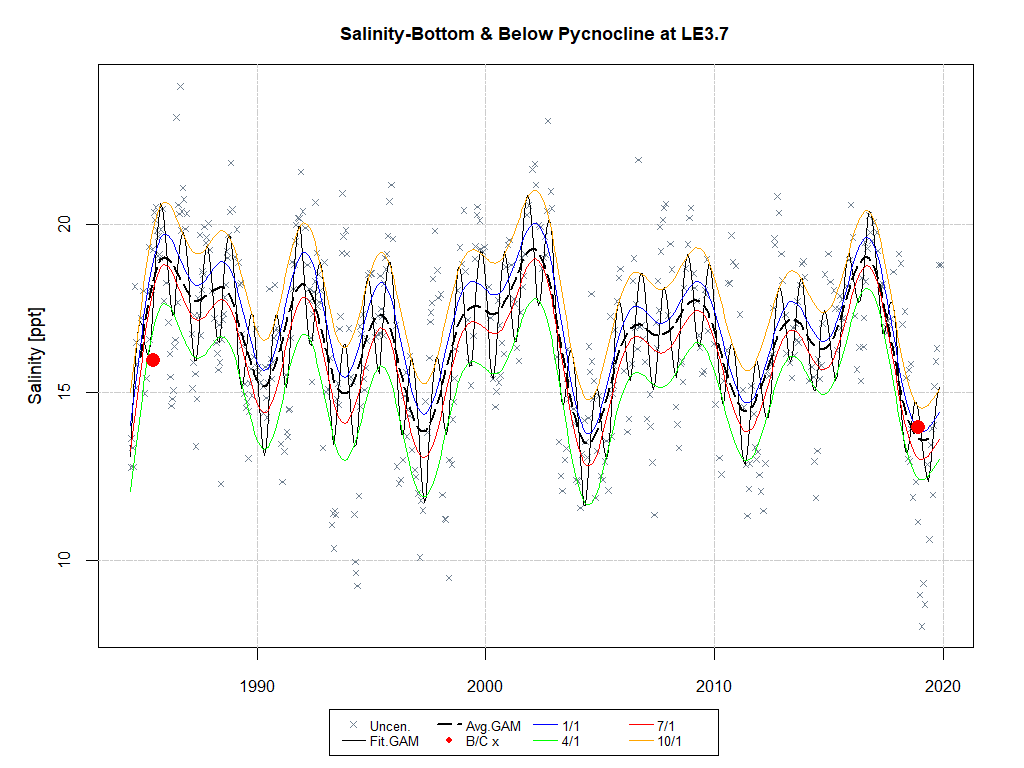 Salinity-Bottom & Below Pycnocline at LE3.7
Salinity [ppt]
20
15
10
1990 2000 2010 2020
Uncen. Avg.GAM 1/1 7/1
Fit.GAM B/C x 4/1 10/1